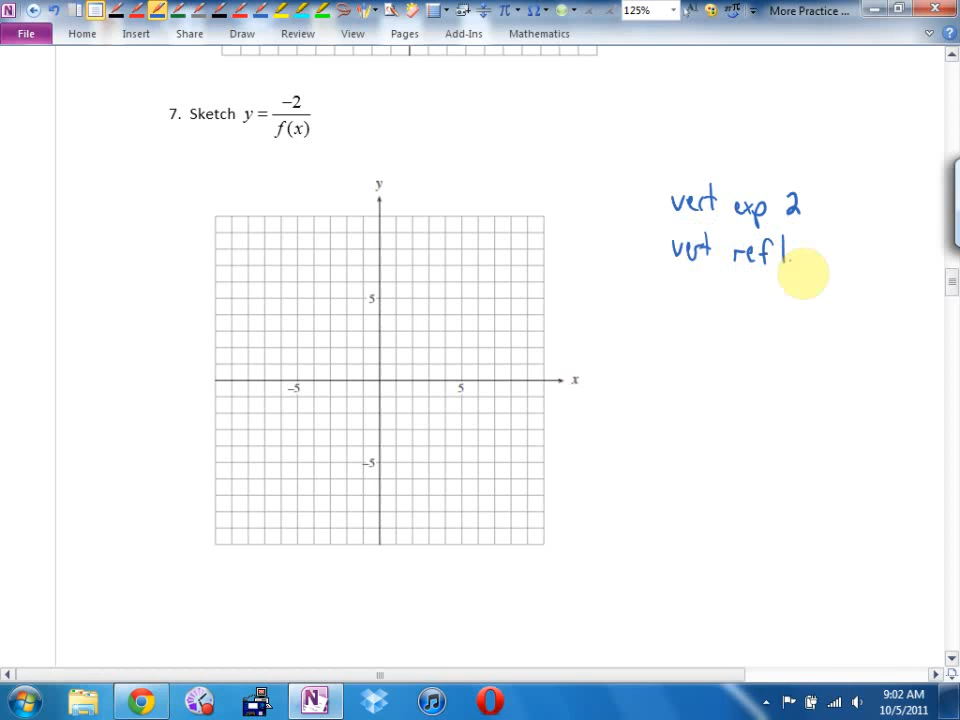 125%
More Practice ...
File Home Insert Share Draw Review View Pages Add-Ins Mathematics
7. Sketch y = −2 / f(x)
y
vert exp 2
vert refl
5
x
−5 5
−5
9:02 AM
10/5/2011